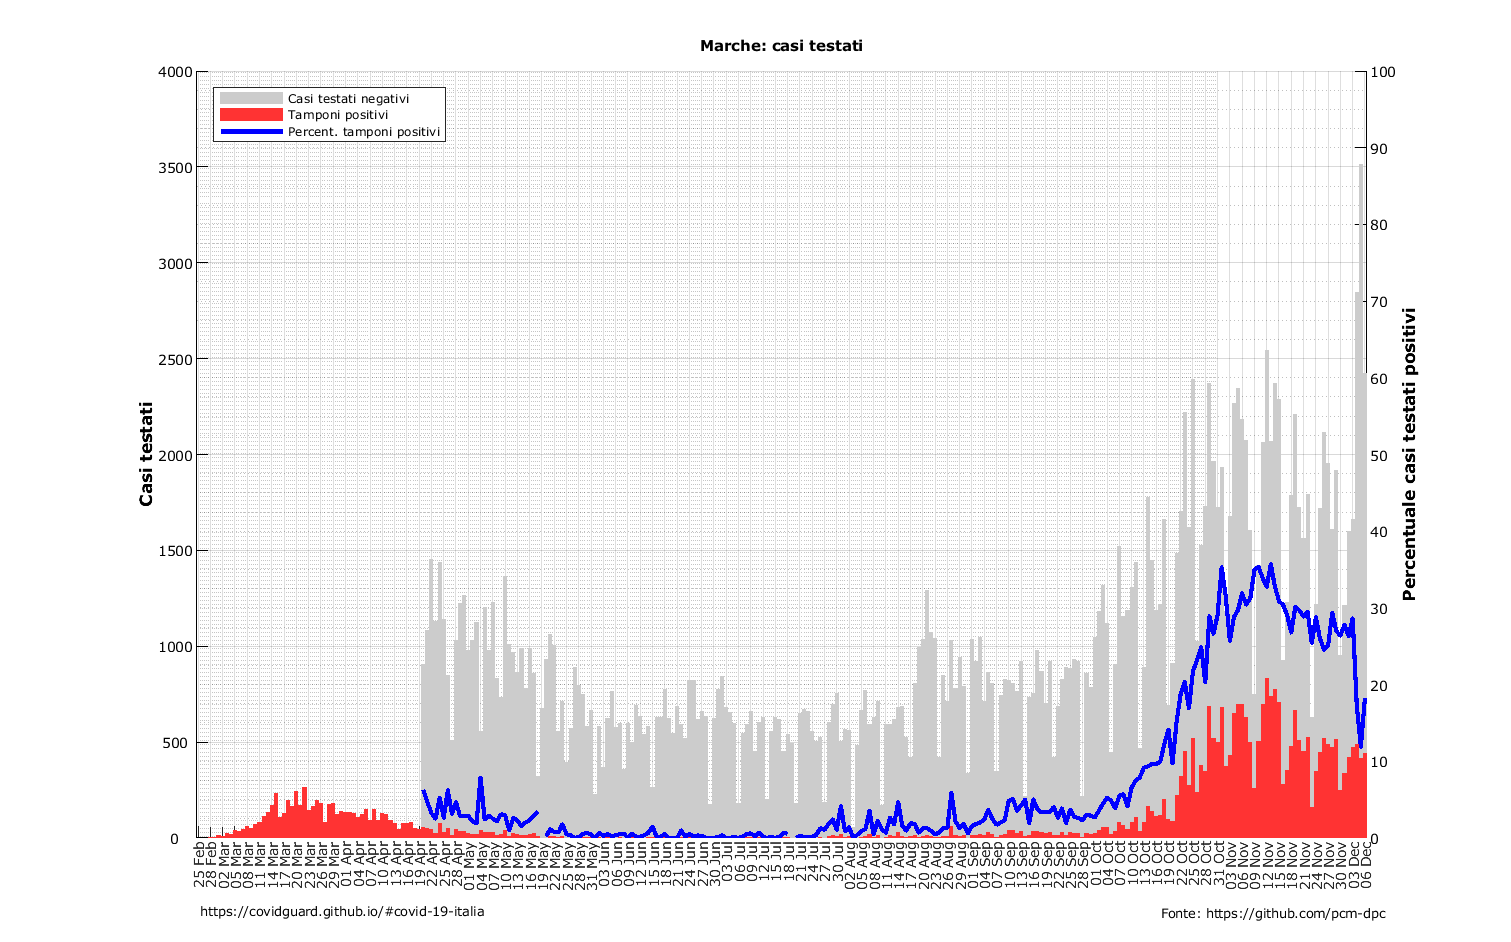 Marche: casi testati
4000
3500
3000
2500
2000
1500
1000
500
0
Casi testati
Casi testati negativi
Tamponi positivi
Percent. tamponi positivi
100
90
80
70
60
50
40
30
20
10
0
Percentuale casi testati positivi
25 Feb
28 Feb
02 Mar
05 Mar
08 Mar
11 Mar
14 Mar
17 Mar
20 Mar
23 Mar
26 Mar
29 Mar
01 Apr
04 Apr
07 Apr
10 Apr
13 Apr
16 Apr
19 Apr
22 Apr
25 Apr
28 Apr
01 May
04 May
07 May
10 May
13 May
16 May
19 May
22 May
25 May
28 May
31 May
03 Jun
06 Jun
09 Jun
12 Jun
15 Jun
18 Jun
21 Jun
24 Jun
27 Jun
30 Jun
03 Jul
06 Jul
09 Jul
12 Jul
15 Jul
18 Jul
21 Jul
24 Jul
27 Jul
30 Jul
02 Aug
05 Aug
08 Aug
11 Aug
14 Aug
17 Aug
20 Aug
23 Aug
26 Aug
29 Aug
01 Sep
04 Sep
07 Sep
10 Sep
13 Sep
16 Sep
19 Sep
22 Sep
25 Sep
28 Sep
01 Oct
04 Oct
07 Oct
10 Oct
13 Oct
16 Oct
19 Oct
22 Oct
25 Oct
28 Oct
31 Oct
03 Nov
06 Nov
09 Nov
12 Nov
15 Nov
18 Nov
21 Nov
24 Nov
27 Nov
30 Nov
03 Dec
06 Dec
https://covidguard.github.io/#covid-19-italia
Fonte: https://github.com/pcm-dpc